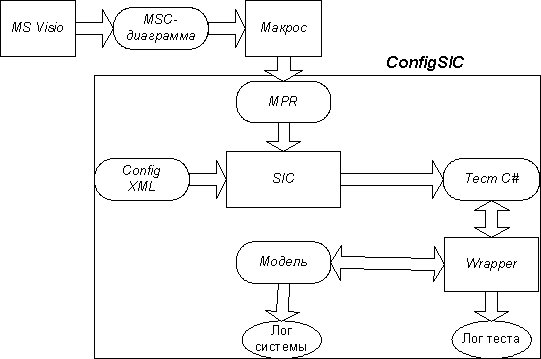 MS Visio
MSC-
диаграмма
Макрос
ConfigSIC
MPR
Config
XML
SIC
Тест C#
Модель
Wrapper
Лог
системы
Лог теста